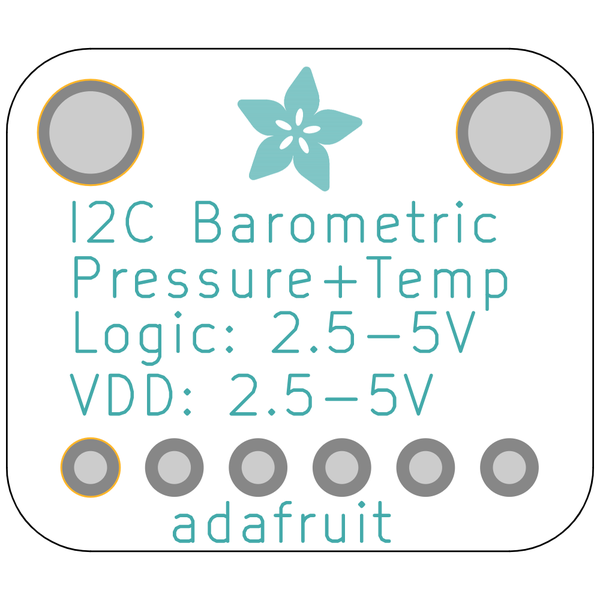 I2C Barometric
Pressure+Temp
Logic: 2.5-5V
VDD: 2.5-5V
adafruit